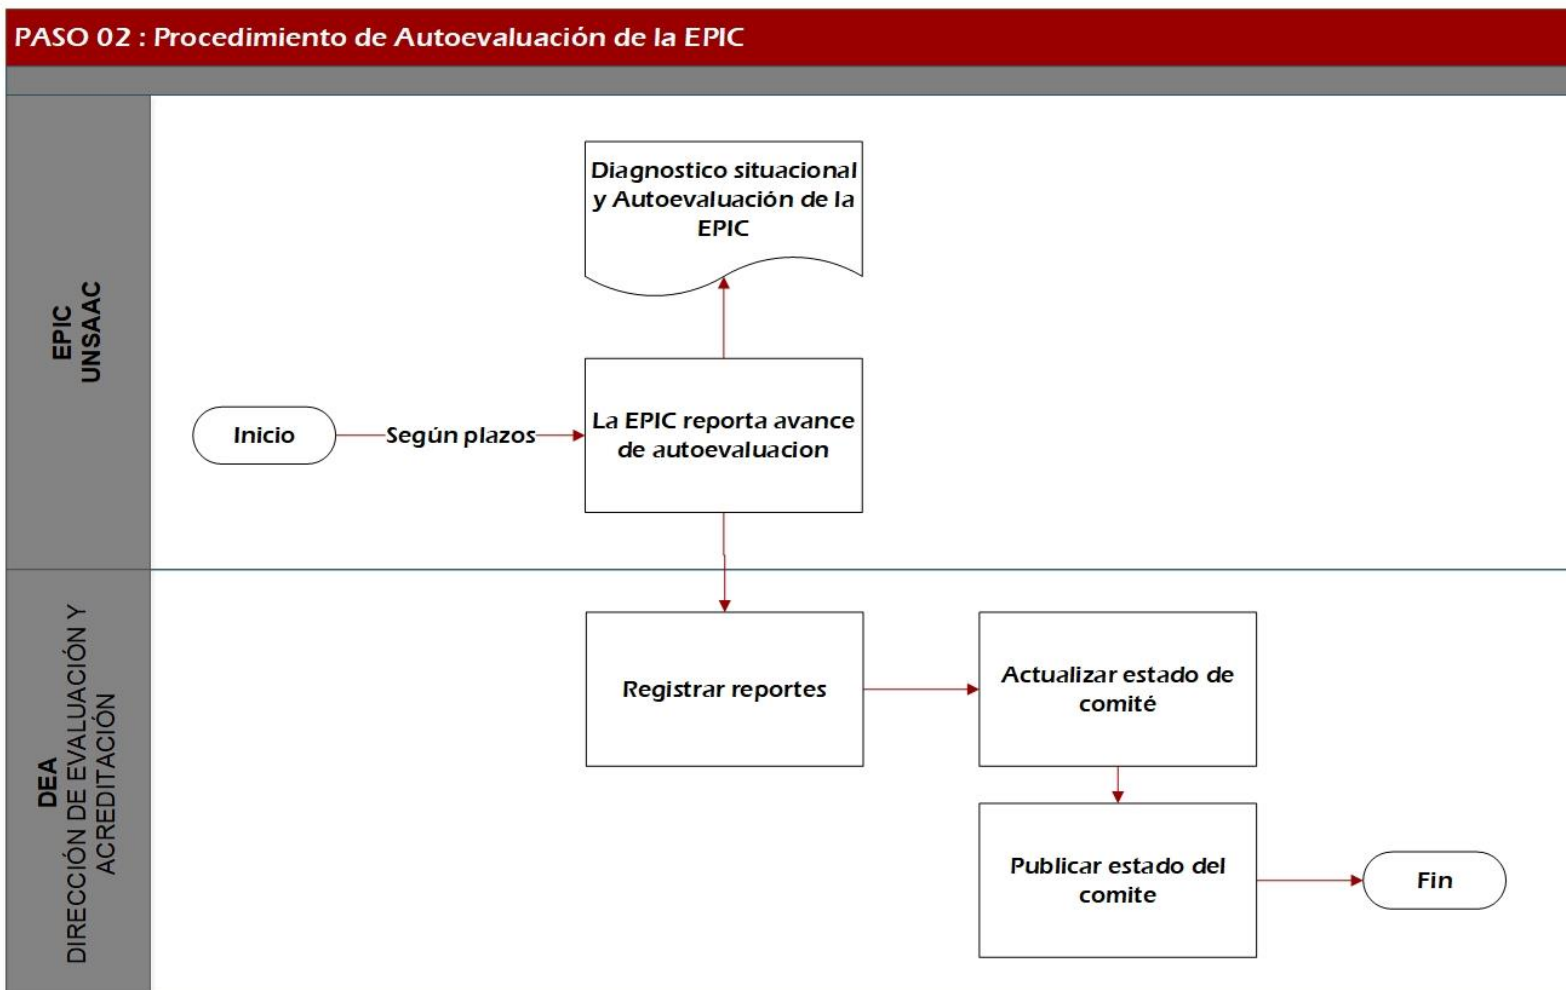 PASO 02 : Procedimiento de Autoevaluación de la EPIC
EPIC
UNSAAC
Diagnostico situacional
y Autoevaluación de la
EPIC
Inicio
Según plazos
La EPIC reporta avance
de autoevaluacion
DEA
DIRECCIÓN DE EVALUACIÓN Y
ACREDITACIÓN
Registrar reportes
Actualizar estado de
comité
Publicar estado del
comite
Fin